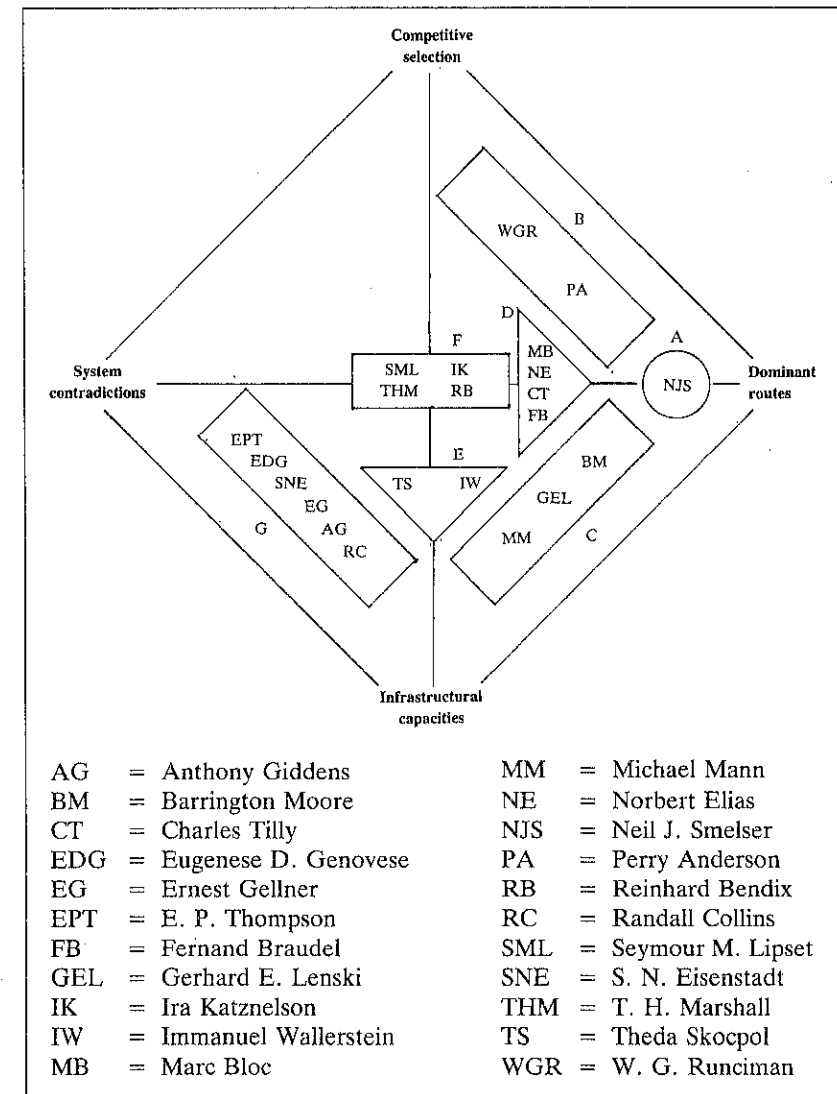 Competitive
selection
B
WGR
PA
D
A
F
MB
System
contradictions
SML IK
THM RB
NE
CT
FB
NJS
Dominant
routes
E
EPT
EDG
SNE
EG
AG
RC
G
TS IW
BM
GEL
MM
C
Infrastructural
capacities
AG = Anthony Giddens
BM = Barrington Moore
CT = Charles Tilly
EDG = Eugenese D. Genovese
EG = Ernest Gellner
EPT = E. P. Thompson
FB = Fernand Braudel
GEL = Gerhard E. Lenski
IK = Ira Katznelson
IW = Immanuel Wallerstein
MB = Marc Bloc
MM = Michael Mann
NE = Norbert Elias
NJS = Neil J. Smelser
PA = Perry Anderson
RB = Reinhard Bendix
RC = Randall Collins
SML = Seymour M. Lipset
SNE = S. N. Eisenstadt
THM = T. H. Marshall
TS = Theda Skocpol
WGR = W. G. Runciman